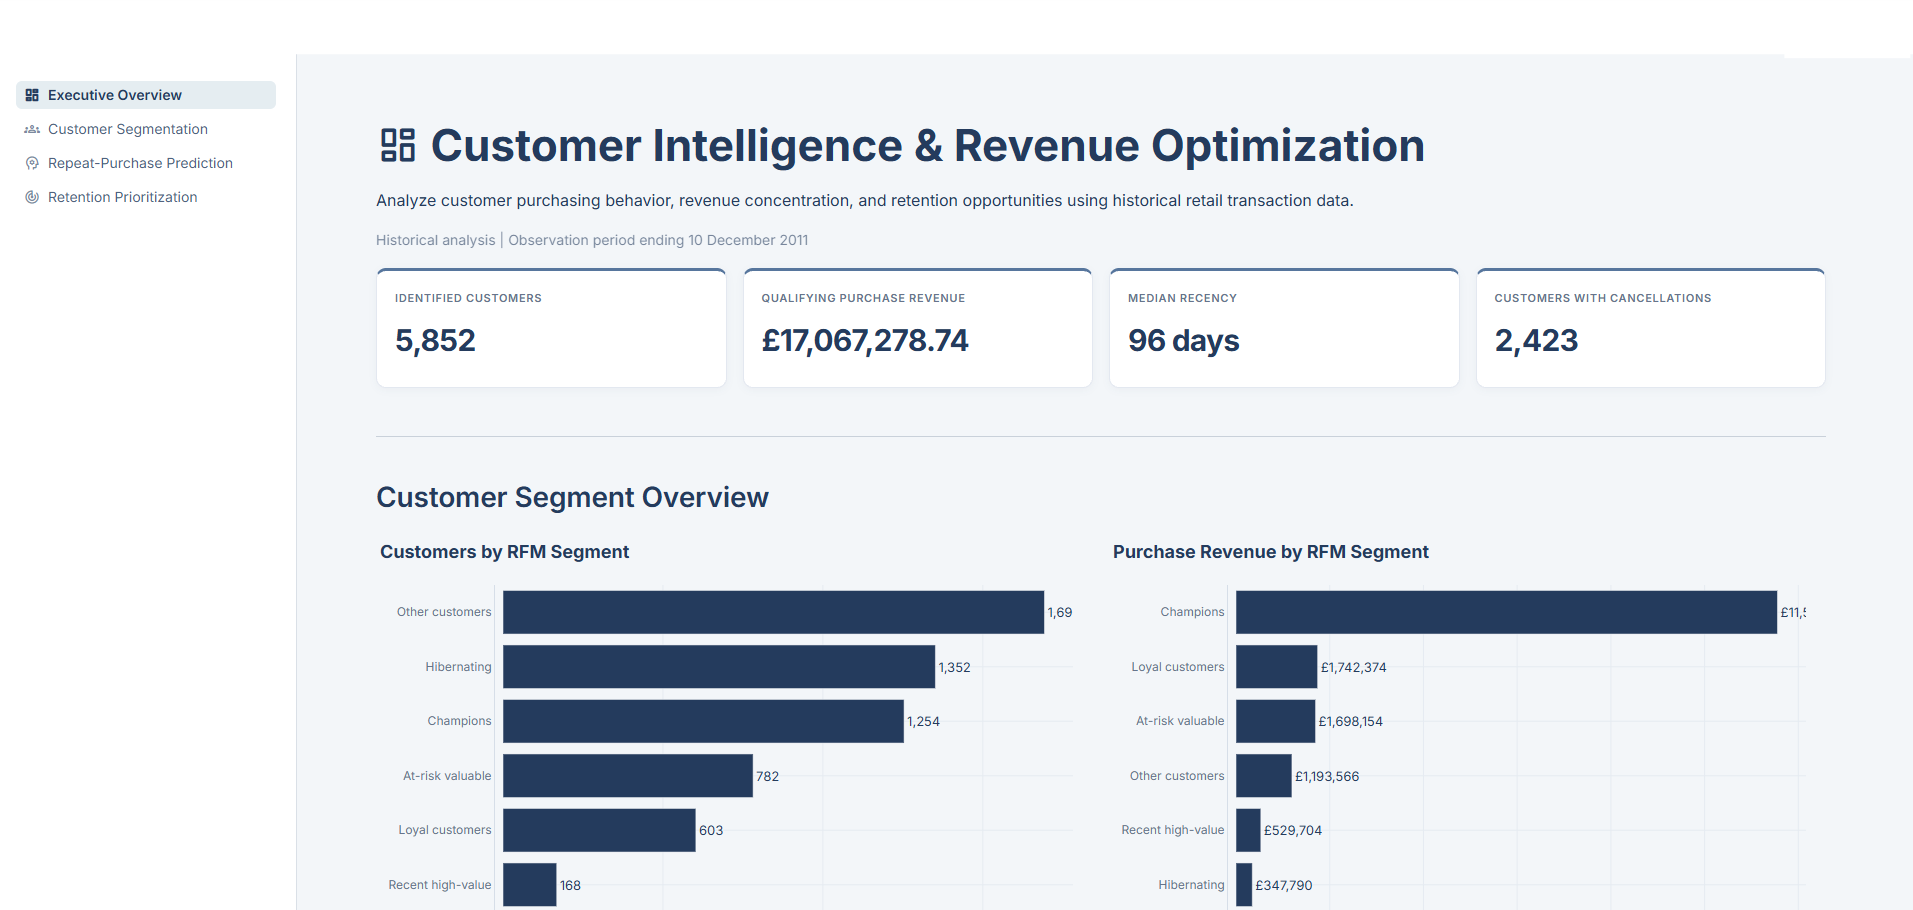 Executive Overview
Customer Segmentation
Repeat-Purchase Prediction
Retention Prioritization
Customer Intelligence & Revenue Optimization
Analyze customer purchasing behavior, revenue concentration, and retention opportunities using historical retail transaction data.
Historical analysis | Observation period ending 10 December 2011
IDENTIFIED CUSTOMERS
5,852
QUALIFYING PURCHASE REVENUE
£17,067,278.74
MEDIAN RECENCY
96 days
CUSTOMERS WITH CANCELLATIONS
2,423
Customer Segment Overview
Customers by RFM Segment
Other customers 1,69
Hibernating 1,352
Champions 1,254
At-risk valuable 782
Loyal customers 603
Recent high-value 168
Purchase Revenue by RFM Segment
Champions £11,5
Loyal customers £1,742,374
At-risk valuable £1,698,154
Other customers £1,193,566
Recent high-value £529,704
Hibernating £347,790